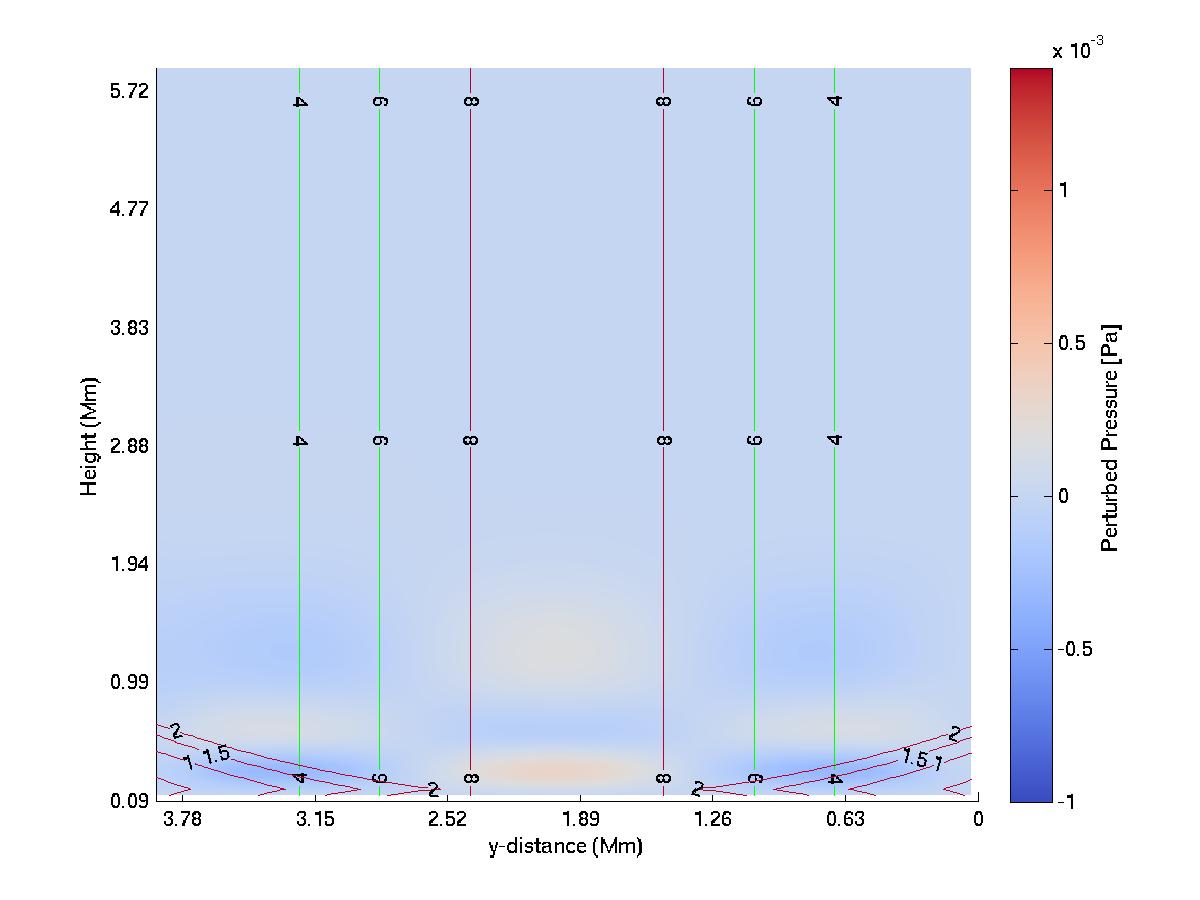 x 10-3
5.72
4 6 8 8 6 4
4.77
1
3.83
0.5
2.88
4 6 8 8 6 4
0
1.94
-0.5
0.99
2 2
1 1.5 1.5 1
4 6 8 8 6 4
2 2
0.09
-1
3.78 3.15 2.52 1.89 1.26 0.63 0
y-distance (Mm)
Height (Mm)
Perturbed Pressure [Pa]